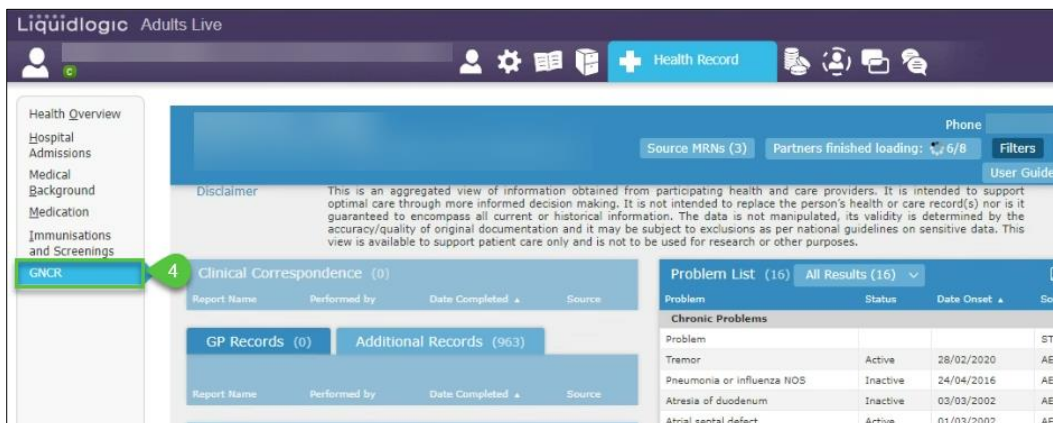 Liquidlogic Adults Live
C
Health Record
Health Overview
Hospital
Admissions
Medical
Background
Medication
Immunisations
and Screenings
GNCR
4
Phone
Source MRNs (3) Partners finished loading: 6/8 Filters
User Guide
Disclaimer
This is an aggregated view of information obtained from participating health and care providers. It is intended to support
optimal care through more informed decision making. It is not intended to replace the person's health or care record(s) nor is it
guaranteed to encompass all current or historical information. The data is not manipulated, its validity is determined by the
accuracy/quality of original documentation and it may be subject to exclusions as per national guidelines on sensitive data. This
view is available to support patient care only and is not to be used for research or other purposes.
Clinical Correspondence (0)
Report Name Performed by Date Completed Source
GP Records (0) Additional Records (963)
Report Name Performed by Date Completed Source
Problem List (16) All Results (16)
Problem Status Date Onset So
Chronic Problems
Problem ST
Tremor Active 28/02/2020 AE
Pneumonia or influenza NOS Inactive 24/04/2016 AE
Atresia of duodenum Inactive 03/03/2002 AE
Atrial septal defect Active 01/03/2002 AE